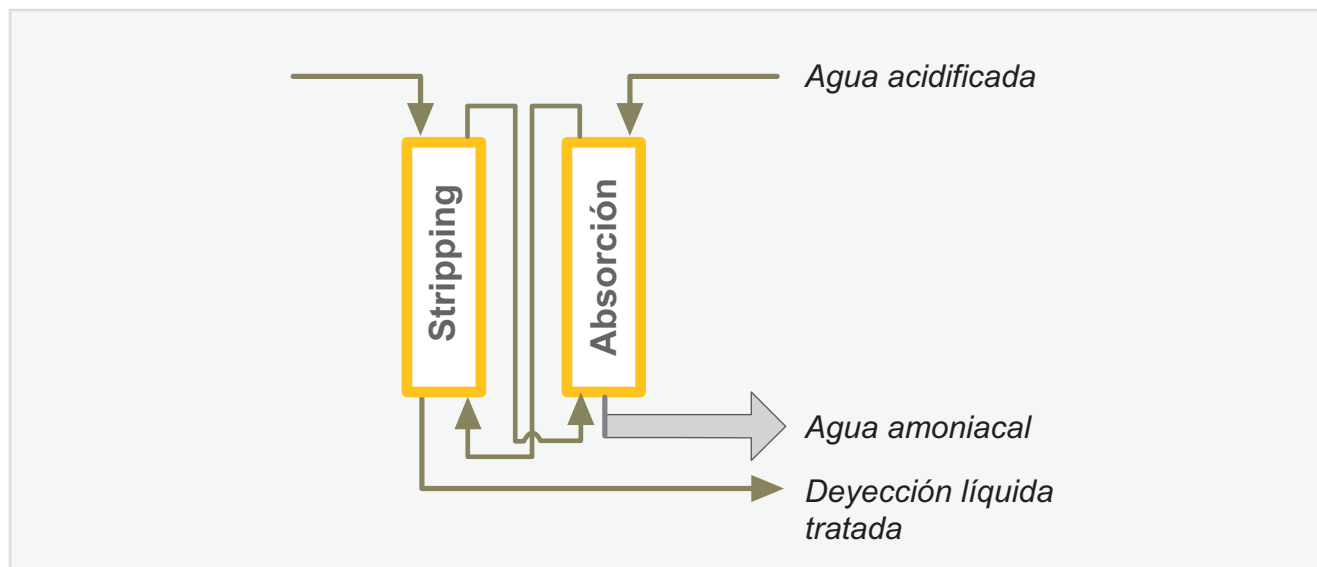 Agua acidificada
Stripping
Absorción
Agua amoniacal
Deyección líquida
tratada